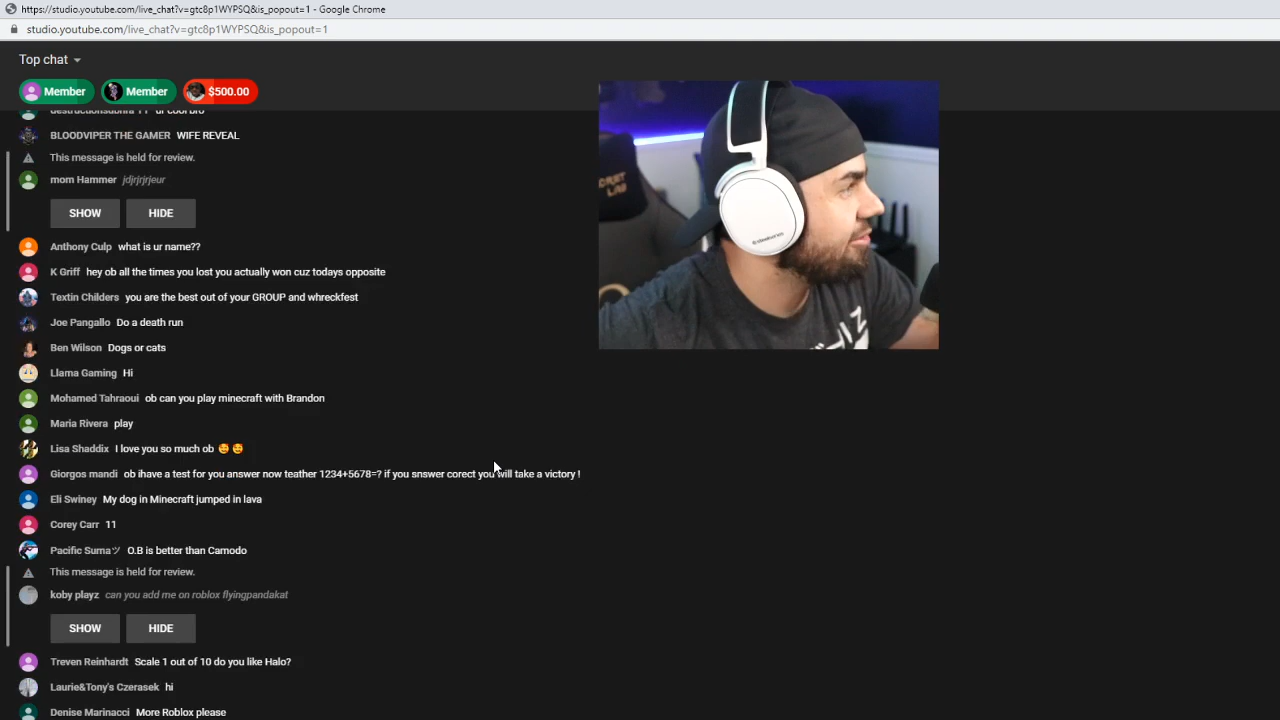 https://studio.youtube.com/live_chat?v=gtc8p1WYPSQ&is_popout=1 - Google Chrome
studio.youtube.com/live_chat?v=gtc8p1WYPSQ&is_popout=1
Top chat
Member Member $500.00
BLOODVIPER THE GAMER WIFE REVEAL
This message is held for review.
mom Hammer jdjrjrjrjeur
SHOW HIDE
Anthony Culp what is ur name??
K Griff hey ob all the times you lost you actually won cuz todays opposite
Textin Childers you are the best out of your GROUP and whreckfest
Joe Pangallo Do a death run
Ben Wilson Dogs or cats
Llama Gaming Hi
Mohamed Tahraoui ob can you play minecraft with Brandon
Maria Rivera play
Lisa Shaddix I love you so much ob 🥰 🥰
Giorgos mandi ob ihave a test for you answer now teather 1234+5678=? if you snswer corect you will take a victory !
Eli Swiney My dog in Minecraft jumped in lava
Corey Carr 11
Pacific Sumaツ O.B is better than Camodo
This message is held for review.
koby playz can you add me on roblox flyingpandakat
SHOW HIDE
Treven Reinhardt Scale 1 out of 10 do you like Halo?
Laurie&Tony's Czerasek hi
Denise Marinacci More Roblox please
steelseries